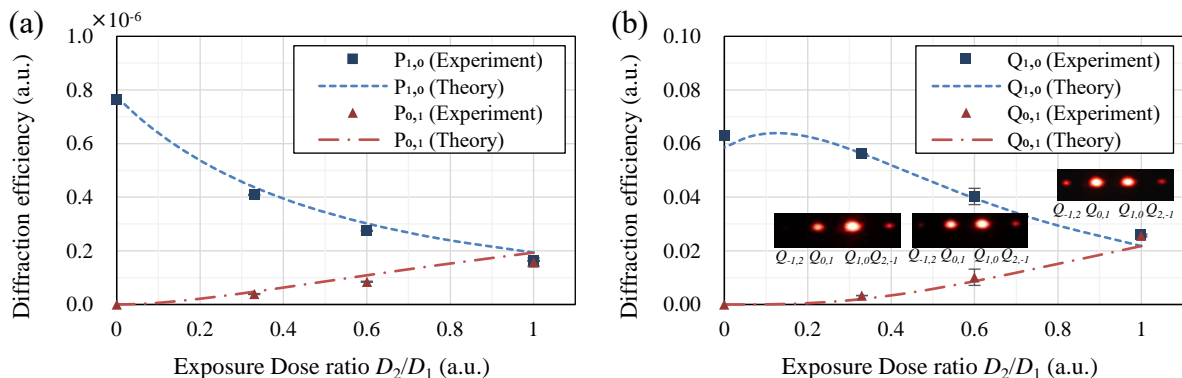 (a)
×10⁻⁶
1.0
0.8
0.6
0.4
0.2
0.0
0
0.2
0.4
0.6
0.8
1
Diffraction efficiency (a.u.)
Exposure Dose ratio D₂/D₁ (a.u.)
P₁,₀ (Experiment)
P₁,₀ (Theory)
P₀,₁ (Experiment)
P₀,₁ (Theory)
(b)
0.10
0.08
0.06
0.04
0.02
0.00
0
0.2
0.4
0.6
0.8
1
Diffraction efficiency (a.u.)
Exposure Dose ratio D₂/D₁ (a.u.)
Q₁,₀ (Experiment)
Q₁,₀ (Theory)
Q₀,₁ (Experiment)
Q₀,₁ (Theory)
Q₋₁,₂ Q₀,₁ Q₁,₀ Q₂,₋₁
Q₋₁,₂ Q₀,₁ Q₁,₀ Q₂,₋₁
Q₋₁,₂ Q₀,₁ Q₁,₀ Q₂,₋₁